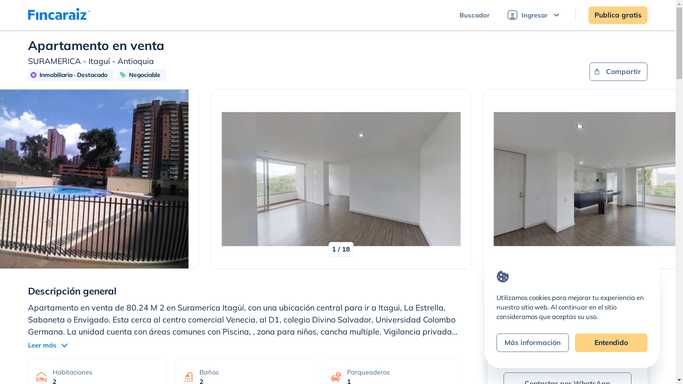 Fincaraiz
Buscador
Ingresar
Publica gratis
Apartamento en venta
SURAMERICA - Itaguí - Antioquia
Inmobiliaria · Destacado
Negociable
Compartir
1 / 18
Descripción general
Apartamento en venta de 80.24 M 2 en Suramerica Itagüí, con una ubicación central para ir a Itagui, La Estrella,
Sabaneta o Envigado. Esta cerca al centro comercial Venecia, al D1, colegio Divino Salvador, Universidad Colombo
Germana. La unidad cuenta con áreas comunes con Piscina, , zona para niños, cancha multiple. Vigilancia privada...
Leer más
Habitaciones
2
Baños
2
Parqueaderos
1
Utilizamos cookies para mejorar tu experiencia en
nuestro sitio web. Al continuar en el sitio
consideramos que aceptas su uso.
Más información
Entendido
Contactar por WhatsApp